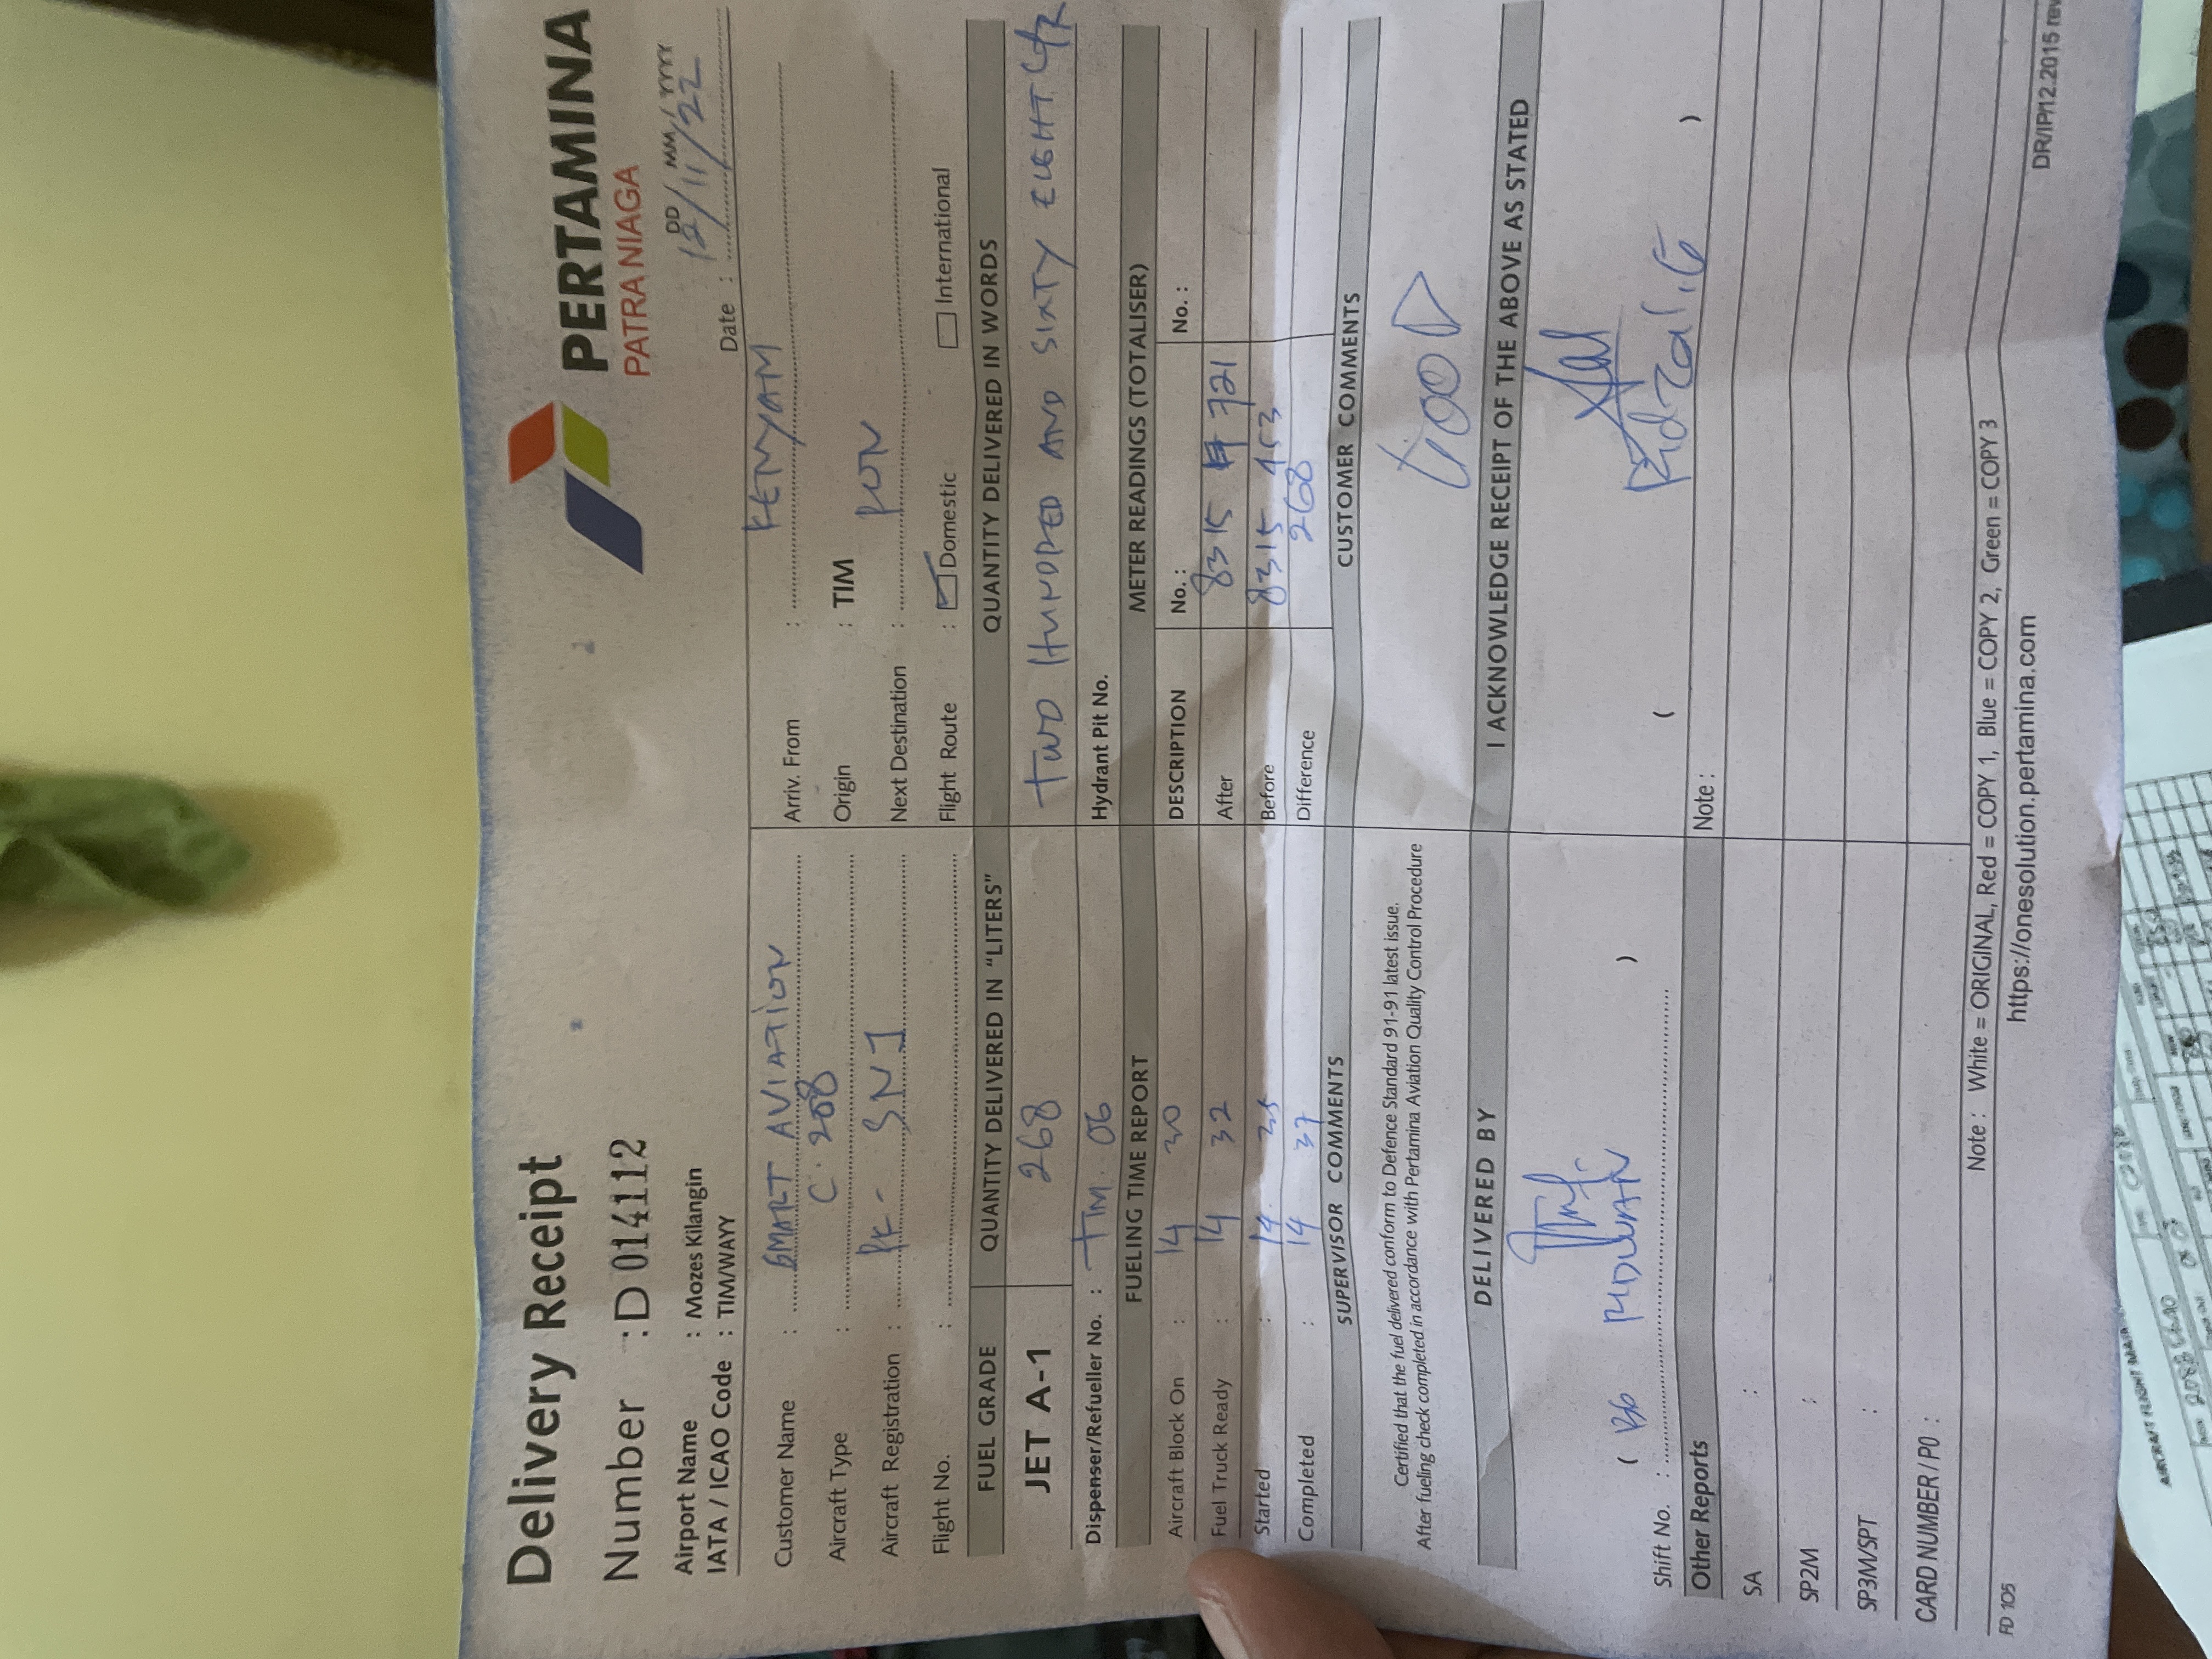 Delivery Receipt
PERTAMINA
PATRA NIAGA
Number : D 014112
DD MM YYYY
Date : 12/11/22
Airport Name : Mozes Kilangin
IATA / ICAO Code : TIM/WAYY
Customer Name : SMART AVIATION
Arriv. From : KENYAM
Aircraft Type : C. 208
Origin : TIM
Aircraft Registration : PK - SNJ
Next Destination :
Flight No. :
Flight Route : Domestic International
FUEL GRADE QUANTITY DELIVERED IN "LITERS" QUANTITY DELIVERED IN WORDS
JET A-1 268 TWO HUNDRED AND SIXTY EIGHT LTR
Dispenser/Refueller No. : TIM. 06 Hydrant Pit No.
FUELING TIME REPORT METER READINGS (TOTALISER)
Aircraft Block On : 14 30 DESCRIPTION No. : No. :
Fuel Truck Ready : 14 32 After 8315 721
Started : 14. 35 Before 8315 453
Completed : 14 37 Difference 268
SUPERVISOR COMMENTS CUSTOMER COMMENTS
Certified that the fuel delivered conform to Defence Standard 91-91 latest issue.
After fueling check completed in accordance with Pertamina Aviation Quality Control Procedure
GOOD
DELIVERED BY I ACKNOWLEDGE RECEIPT OF THE ABOVE AS STATED
( RIDWAN )
( )
Shift No. :
Other Reports Note :
SA :
SP2M :
SP3M/SPT :
CARD NUMBER / PO :
Note : White = ORIGINAL, Red = COPY 1, Blue = COPY 2, Green = COPY 3
FD 105
https://onesolution.pertamina.com
DR/IP/12.2015 rev